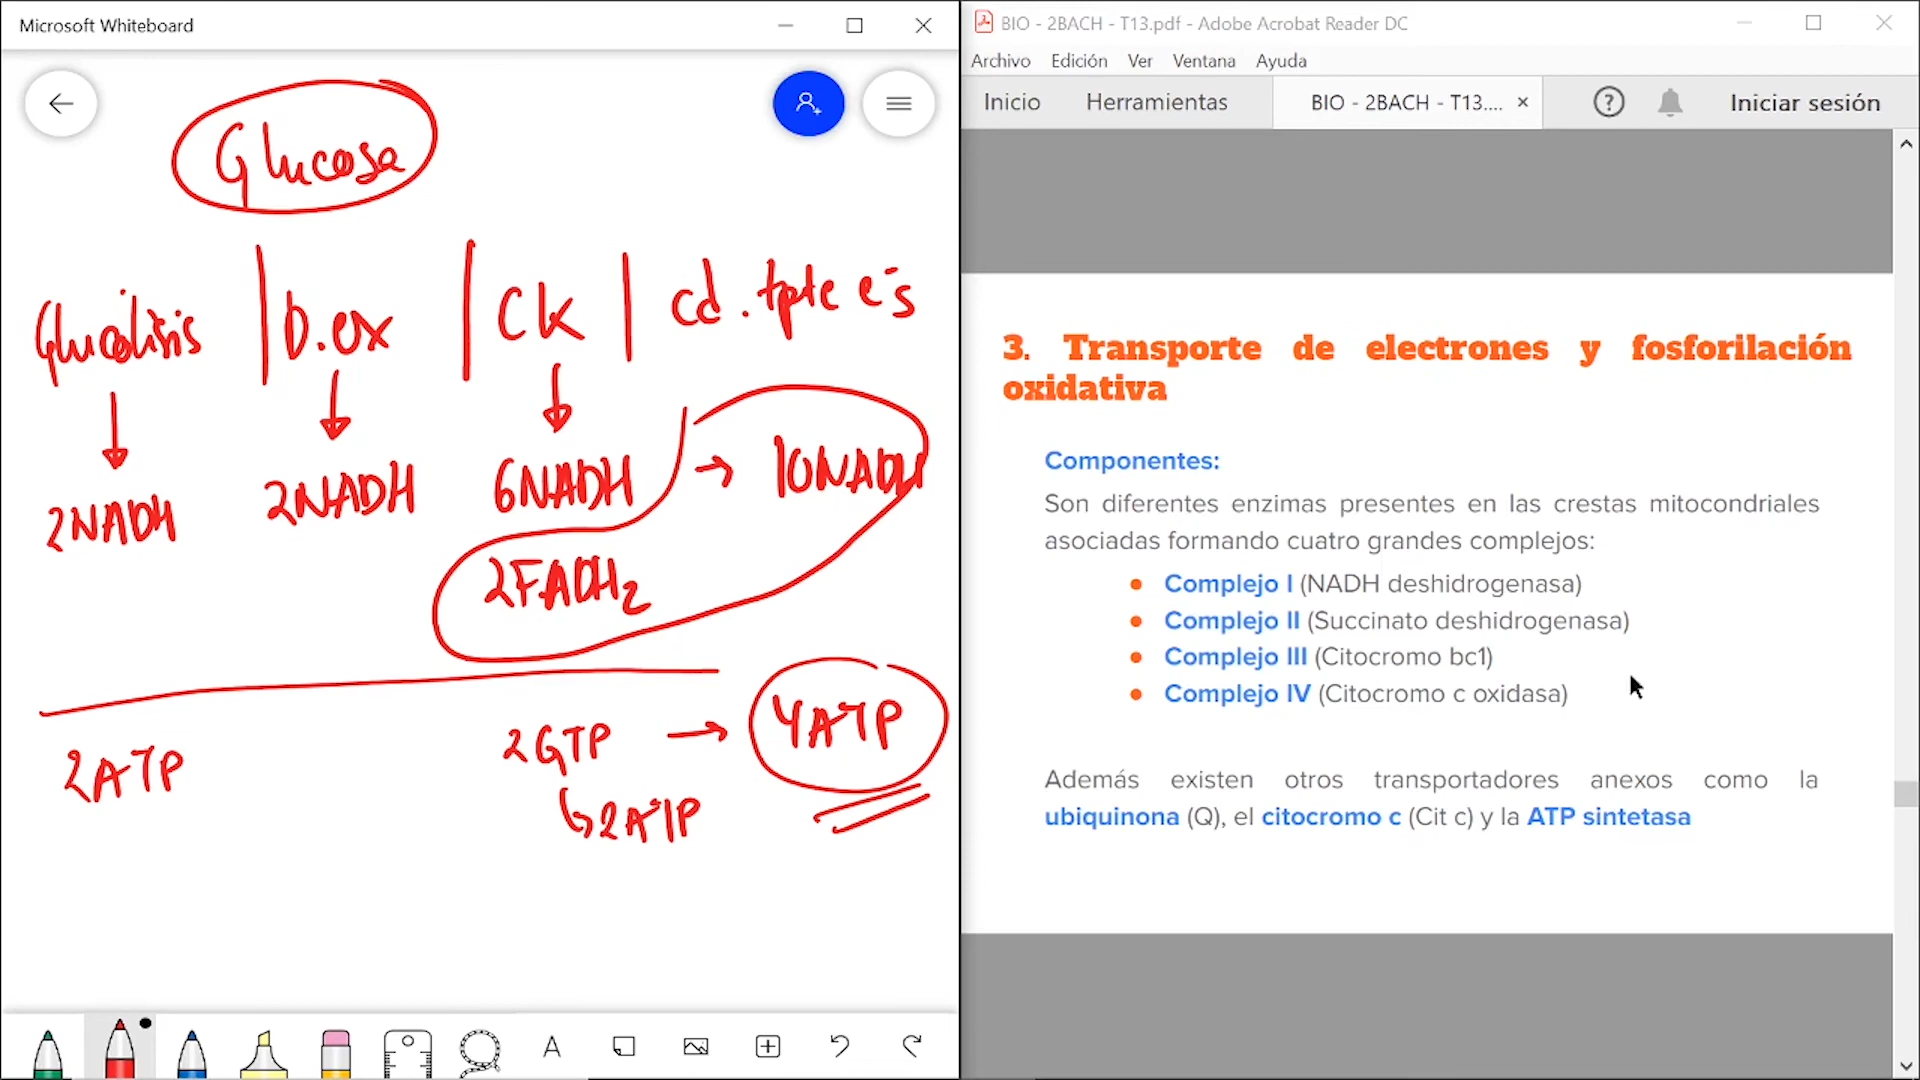 Microsoft Whiteboard
Glucosa
Glucolisis | D.ex | CK | cd. tpte e-s
2NADH 2NADH 6NADH → 10NADH
2FADH2
2ATP 2GTP → 4ATP
2ATP
A
BIO - 2BACH - T13.pdf - Adobe Acrobat Reader DC
Archivo Edición Ver Ventana Ayuda
Inicio Herramientas BIO - 2BACH - T13.... × ? Iniciar sesión
3. Transporte de electrones y fosforilación
oxidativa
Componentes:
Son diferentes enzimas presentes en las crestas mitocondriales
asociadas formando cuatro grandes complejos:
• Complejo I (NADH deshidrogenasa)
• Complejo II (Succinato deshidrogenasa)
• Complejo III (Citocromo bc1)
• Complejo IV (Citocromo c oxidasa)
Además existen otros transportadores anexos como la
ubiquinona (Q), el citocromo c (Cit c) y la ATP sintetasa